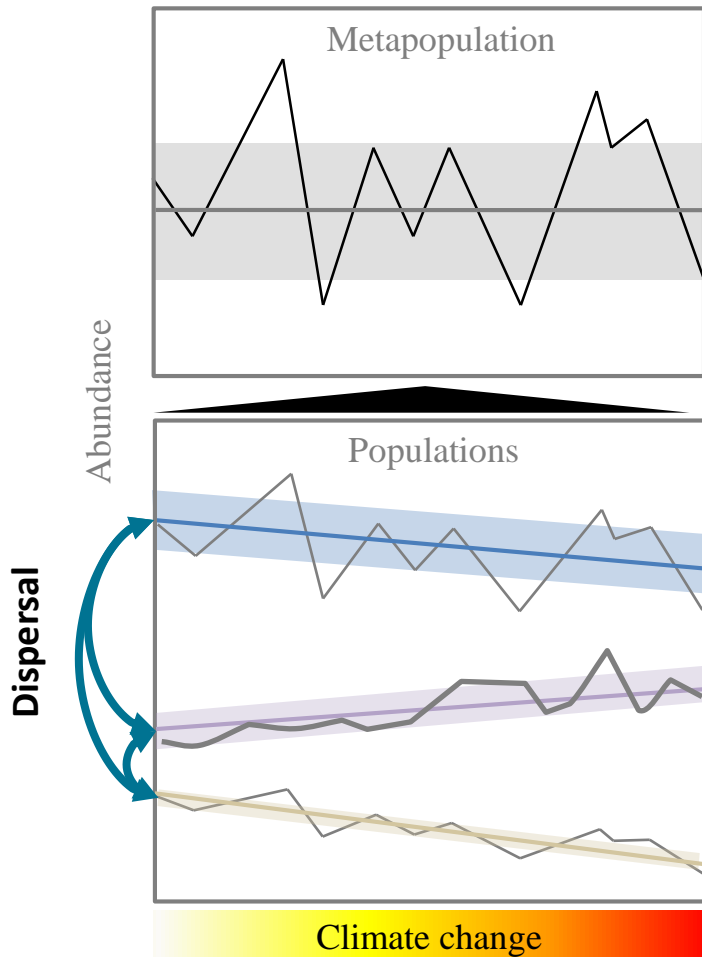 Metapopulation
Abundance
Populations
Dispersal
Climate change